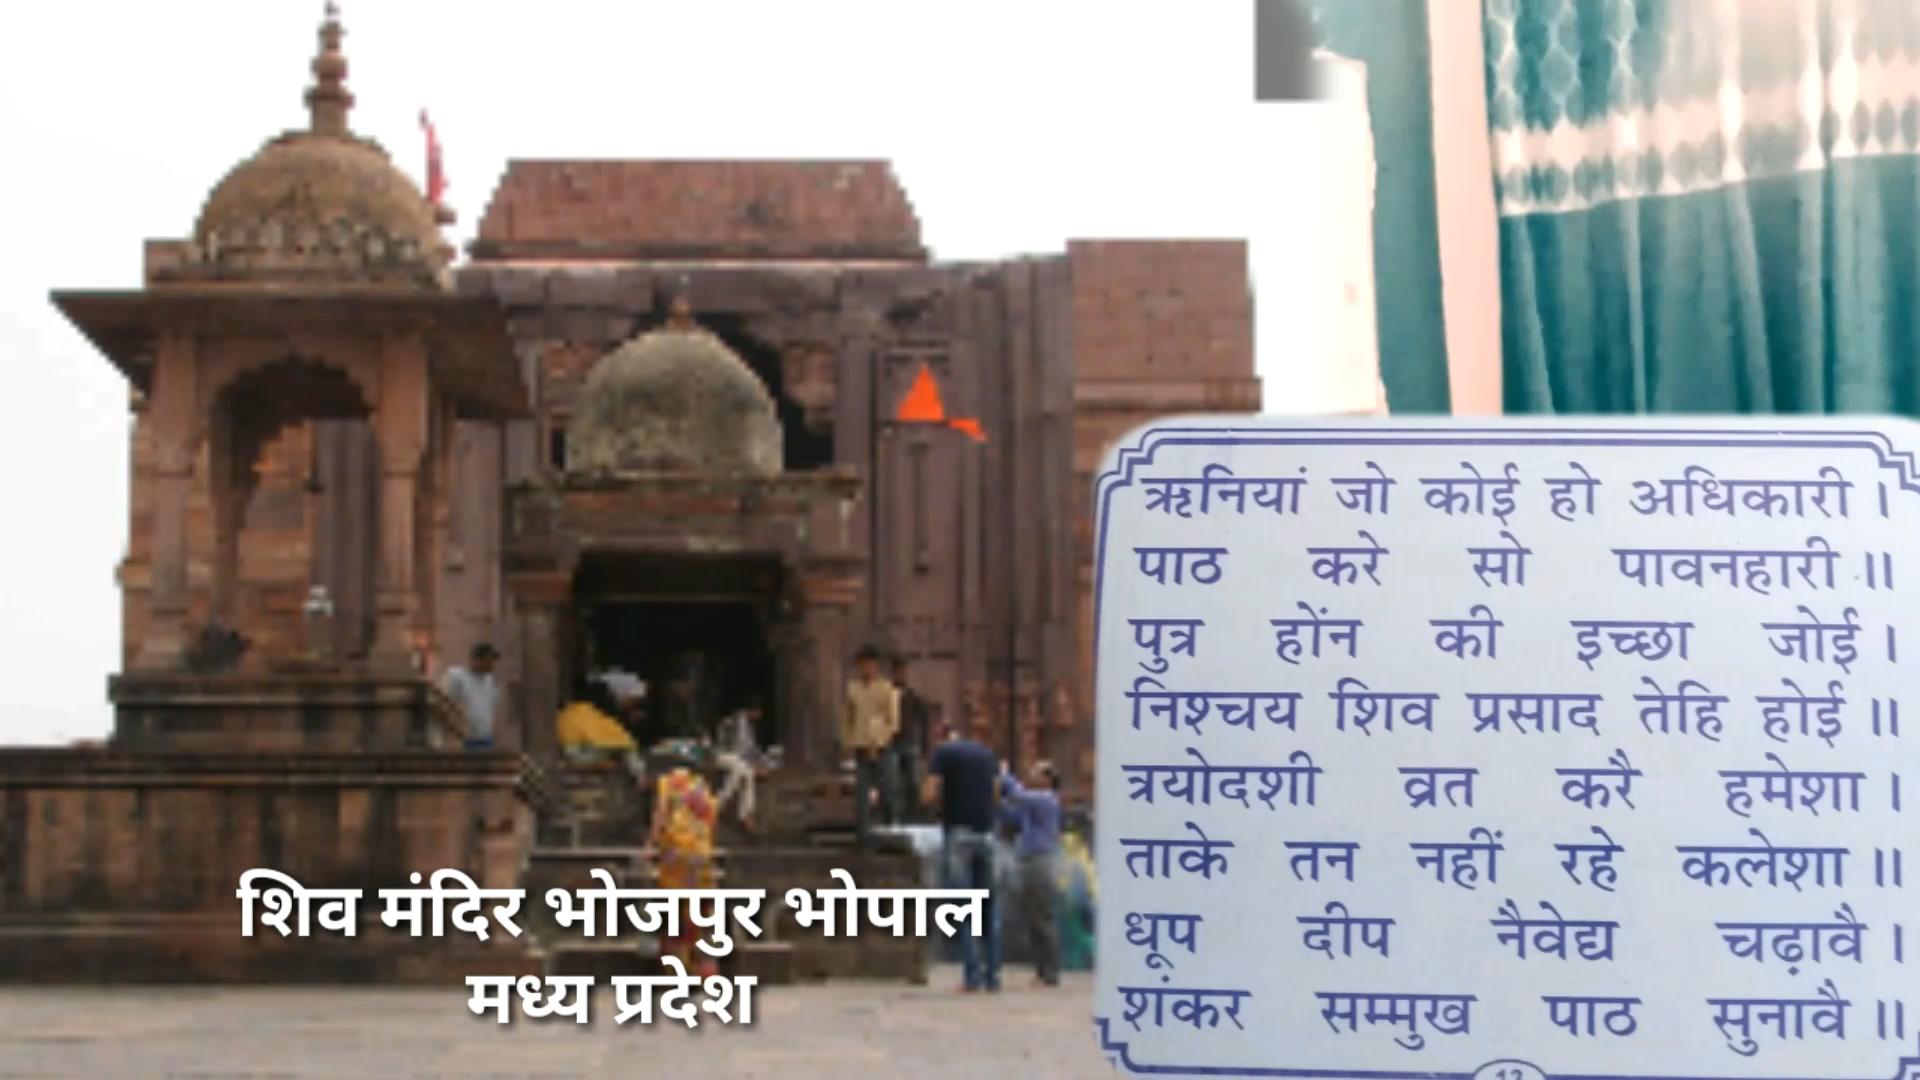 शिव मंदिर भोजपुर भोपाल
मध्य प्रदेश
ऋनियां जो कोई हो अधिकारी ।
पाठ करे सो पावनहारी ॥
पुत्र होंन की इच्छा जोई ।
निश्चय शिव प्रसाद तेहि होई ॥
त्रयोदशी व्रत करै हमेशा ।
ताके तन नहीं रहे कलेशा ॥
धूप दीप नैवेद्य चढ़ावै ।
शंकर सम्मुख पाठ सुनावै ॥